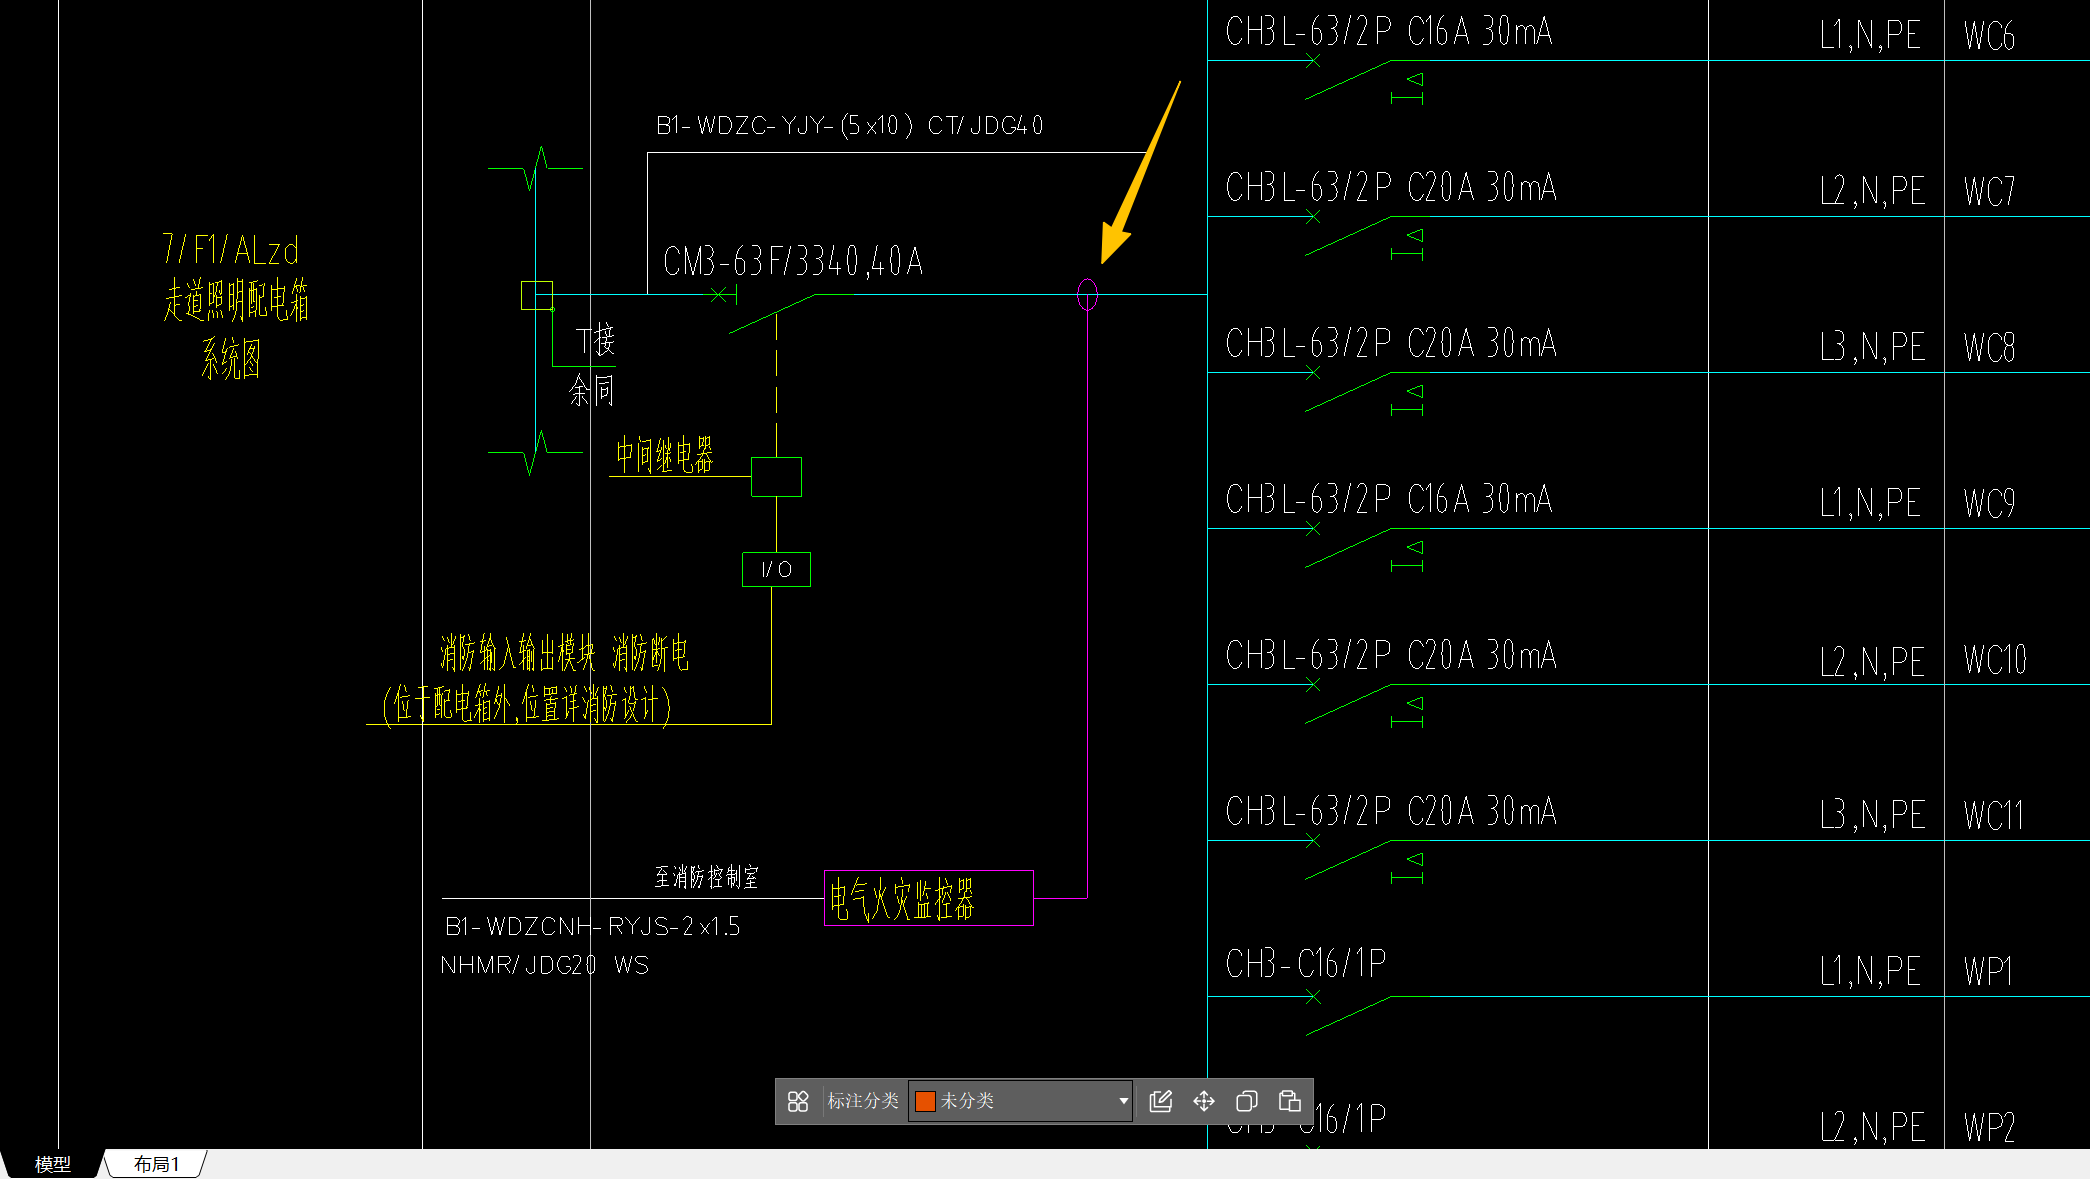 7/F1/ALzd
走道照明配电箱
系统图
B1-WDZC-YJY-(5x10) CT/JDG40
CM3-63F/3340,40A
T接
余同
中间继电器
I/O
消防输入输出模块 消防断电
(位于配电箱外,位置详消防设计)
至消防控制室
电气火灾监控器
B1-WDZCNH-RYJS-2x1.5
NHMR/JDG20 WS
CH3L-63/2P C16A 30mA L1,N,PE WC6
CH3L-63/2P C20A 30mA L2,N,PE WC7
CH3L-63/2P C20A 30mA L3,N,PE WC8
CH3L-63/2P C16A 30mA L1,N,PE WC9
CH3L-63/2P C20A 30mA L2,N,PE WC10
CH3L-63/2P C20A 30mA L3,N,PE WC11
CH3-C16/1P L1,N,PE WP1
CH3-C16/1P L2,N,PE WP2
标注分类 未分类
模型 布局1